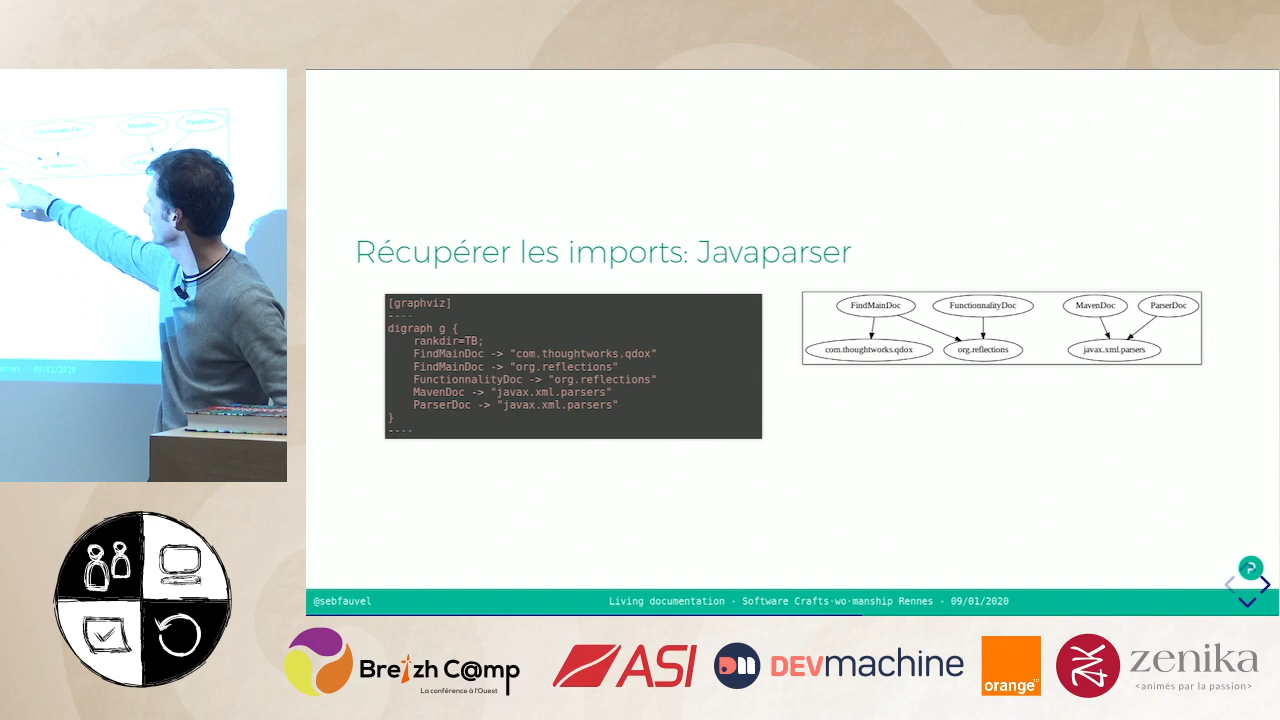 Récupérer les imports: Javaparser
[graphviz]
----
digraph g {
rankdir=TB;
FindMainDoc -> "com.thoughtworks.qdox"
FindMainDoc -> "org.reflections"
FunctionnalityDoc -> "org.reflections"
MavenDoc -> "javax.xml.parsers"
ParserDoc -> "javax.xml.parsers"
}
----
FindMainDoc FunctionnalityDoc MavenDoc ParserDoc
com.thoughtworks.qdox org.reflections javax.xml.parsers
@sebfauvel Living documentation - Software Crafts·wo·manship Rennes - 09/01/2020
Breizh C@mp
La conférence à l'Ouest
ASI
DEVmachine
orange™
zenika
<animés par la passion>